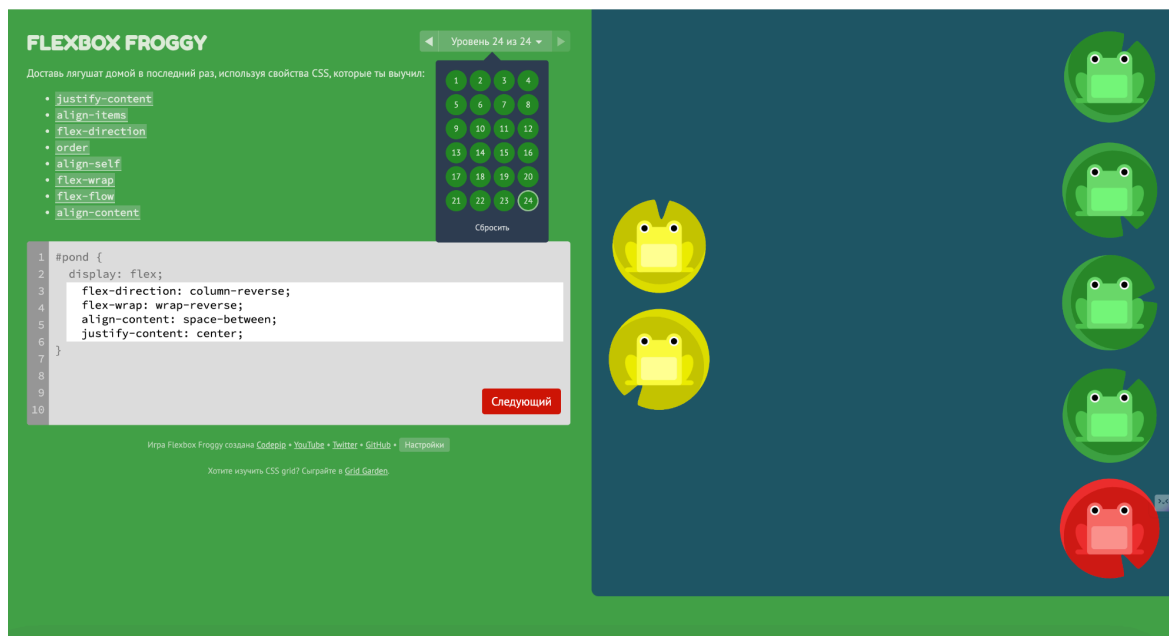 FLEXBOX FROGGY
◀ Уровень 24 из 24 ▾ ▶
Доставь лягушат домой в последний раз, используя свойства CSS, которые ты выучил:
• justify-content
• align-items
• flex-direction
• order
• align-self
• flex-wrap
• flex-flow
• align-content
1 2 3 4
5 6 7 8
9 10 11 12
13 14 15 16
17 18 19 20
21 22 23 24
Сбросить
1 #pond {
2 display: flex;
3 flex-direction: column-reverse;
4 flex-wrap: wrap-reverse;
5 align-content: space-between;
6 justify-content: center;
7 }
8
9
10
Следующий
Игра Flexbox Froggy создана Codepip • YouTube • Twitter • GitHub • Настройки
Хотите изучить CSS grid? Сыграйте в Grid Garden.